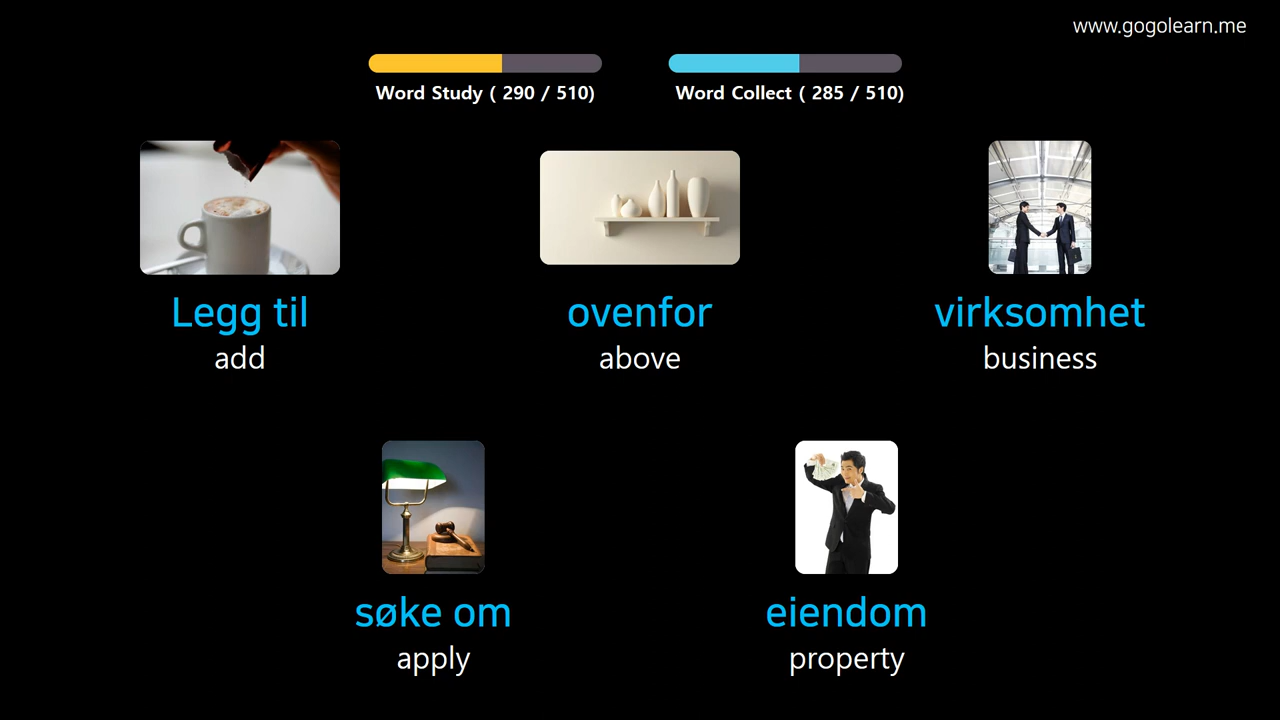 www.gogolearn.me
Word Study ( 290 / 510)
Word Collect ( 285 / 510)
Legg til
add
ovenfor
above
virksomhet
business
søke om
apply
eiendom
property